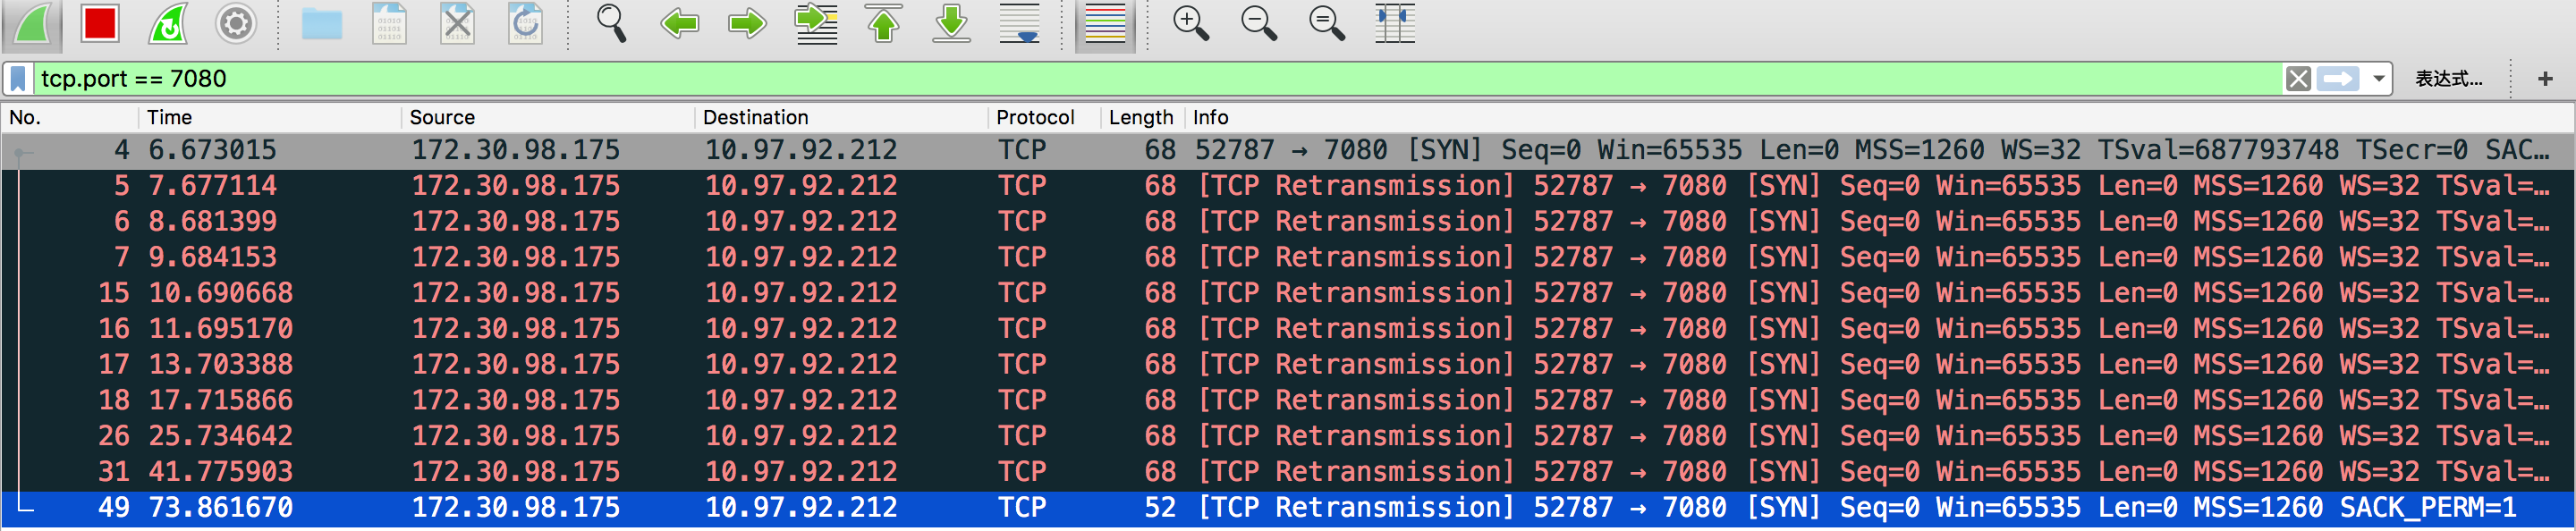 tcp.port == 7080 表达式... +
No. Time Source Destination Protocol Length Info
4 6.673015 172.30.98.175 10.97.92.212 TCP 68 52787 → 7080 [SYN] Seq=0 Win=65535 Len=0 MSS=1260 WS=32 TSval=687793748 TSecr=0 SAC…
5 7.677114 172.30.98.175 10.97.92.212 TCP 68 [TCP Retransmission] 52787 → 7080 [SYN] Seq=0 Win=65535 Len=0 MSS=1260 WS=32 TSval=…
6 8.681399 172.30.98.175 10.97.92.212 TCP 68 [TCP Retransmission] 52787 → 7080 [SYN] Seq=0 Win=65535 Len=0 MSS=1260 WS=32 TSval=…
7 9.684153 172.30.98.175 10.97.92.212 TCP 68 [TCP Retransmission] 52787 → 7080 [SYN] Seq=0 Win=65535 Len=0 MSS=1260 WS=32 TSval=…
15 10.690668 172.30.98.175 10.97.92.212 TCP 68 [TCP Retransmission] 52787 → 7080 [SYN] Seq=0 Win=65535 Len=0 MSS=1260 WS=32 TSval=…
16 11.695170 172.30.98.175 10.97.92.212 TCP 68 [TCP Retransmission] 52787 → 7080 [SYN] Seq=0 Win=65535 Len=0 MSS=1260 WS=32 TSval=…
17 13.703388 172.30.98.175 10.97.92.212 TCP 68 [TCP Retransmission] 52787 → 7080 [SYN] Seq=0 Win=65535 Len=0 MSS=1260 WS=32 TSval=…
18 17.715866 172.30.98.175 10.97.92.212 TCP 68 [TCP Retransmission] 52787 → 7080 [SYN] Seq=0 Win=65535 Len=0 MSS=1260 WS=32 TSval=…
26 25.734642 172.30.98.175 10.97.92.212 TCP 68 [TCP Retransmission] 52787 → 7080 [SYN] Seq=0 Win=65535 Len=0 MSS=1260 WS=32 TSval=…
31 41.775903 172.30.98.175 10.97.92.212 TCP 68 [TCP Retransmission] 52787 → 7080 [SYN] Seq=0 Win=65535 Len=0 MSS=1260 WS=32 TSval=…
49 73.861670 172.30.98.175 10.97.92.212 TCP 52 [TCP Retransmission] 52787 → 7080 [SYN] Seq=0 Win=65535 Len=0 MSS=1260 SACK_PERM=1